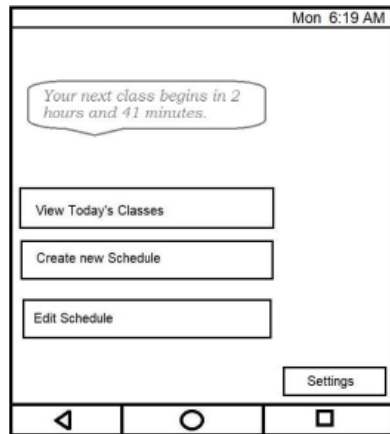 Mon 6:19 AM
Your next class begins in 2
hours and 41 minutes.
View Today's Classes
Create new Schedule
Edit Schedule
Settings